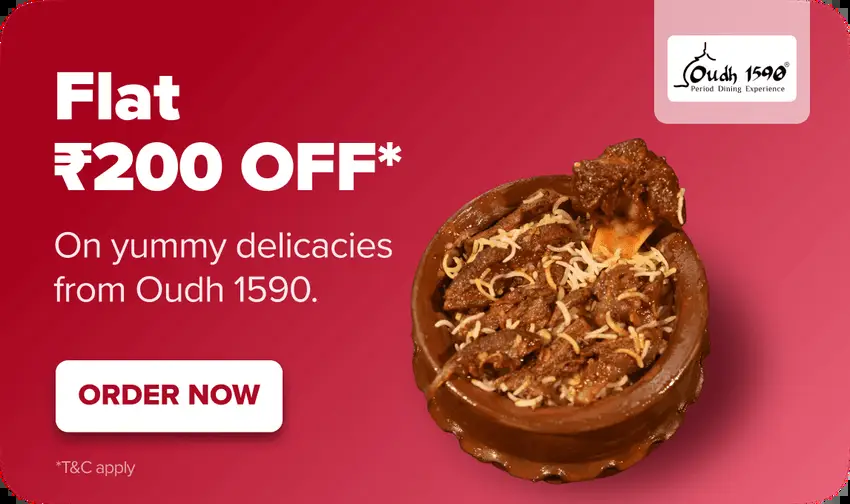 Oudh 1590®
Period Dining Experience
Flat
₹200 OFF*
On yummy delicacies
from Oudh 1590.
ORDER NOW
*T&C apply